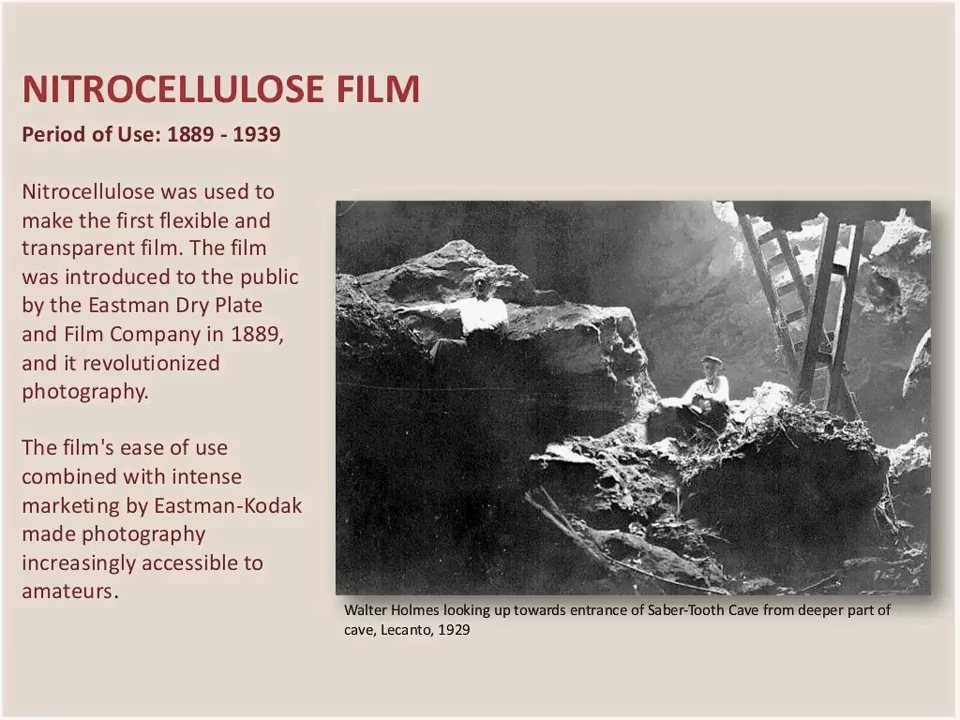 NITROCELLULOSE FILM
Period of Use: 1889 - 1939
Nitrocellulose was used to
make the first flexible and
transparent film. The film
was introduced to the public
by the Eastman Dry Plate
and Film Company in 1889,
and it revolutionized
photography.
The film's ease of use
combined with intense
marketing by Eastman-Kodak
made photography
increasingly accessible to
amateurs.
Walter Holmes looking up towards entrance of Saber-Tooth Cave from deeper part of
cave, Lecanto, 1929